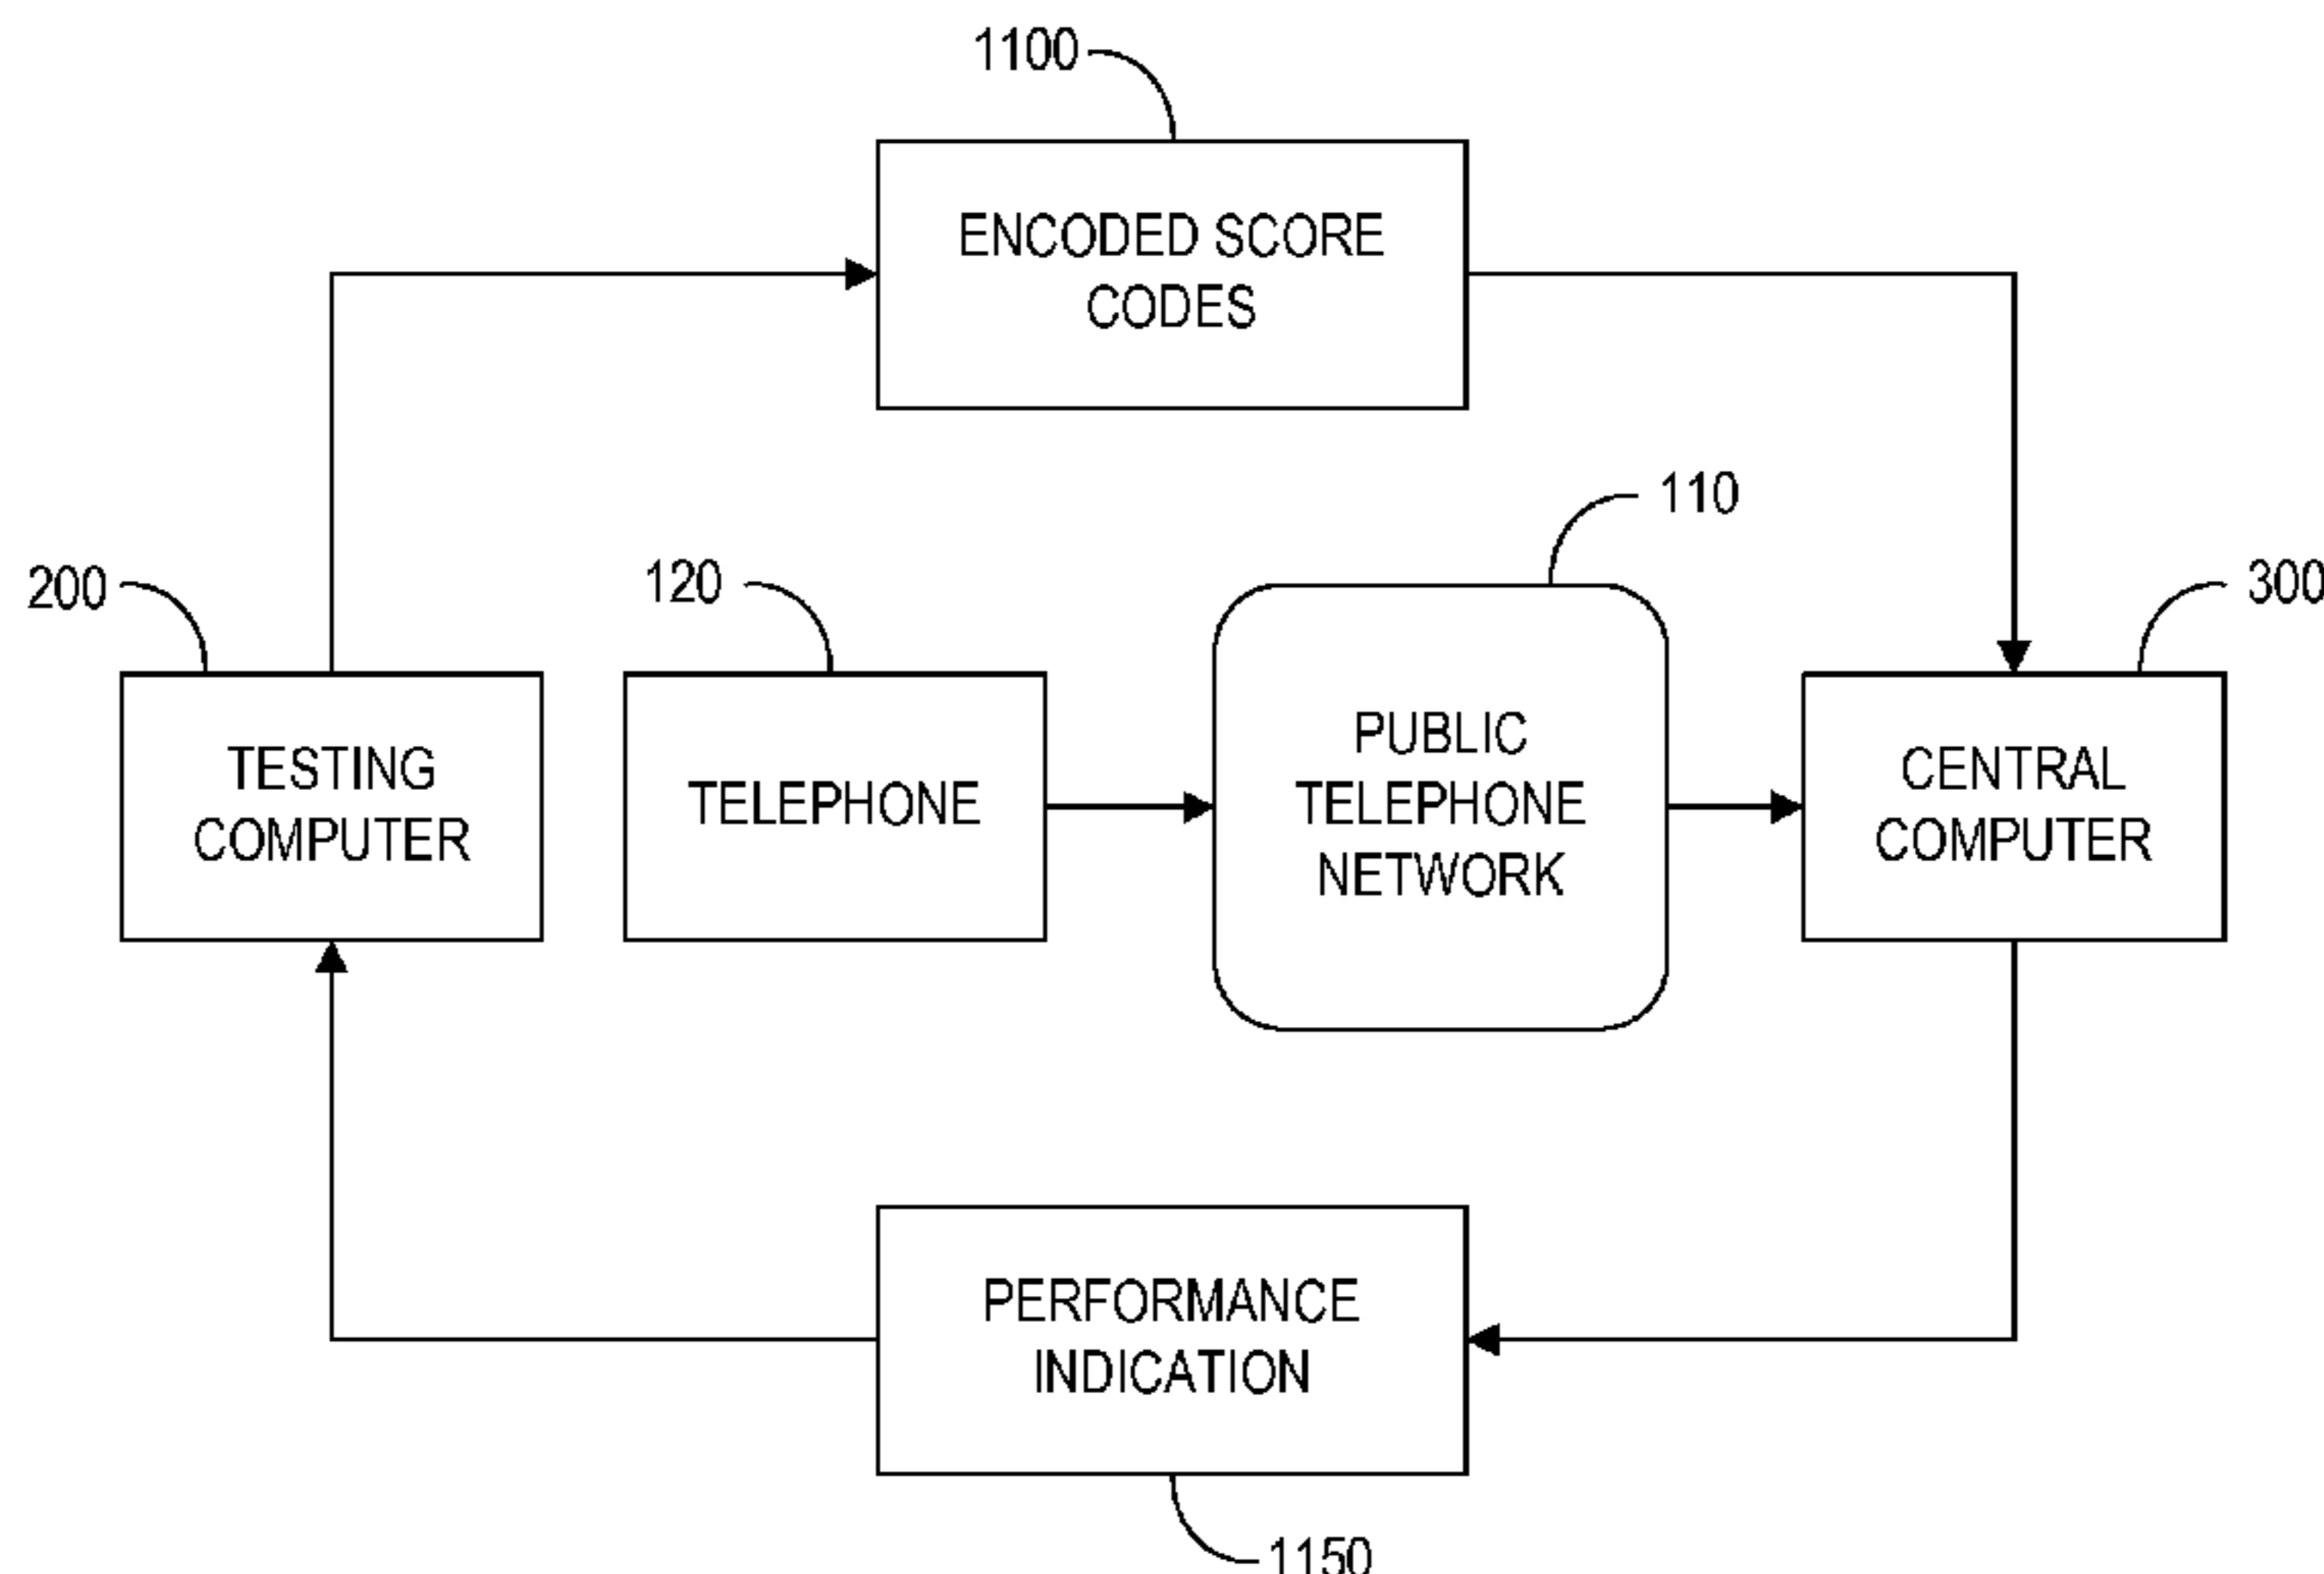 1100
ENCODED SCORE
CODES
110
200
120
300
TESTING
COMPUTER
TELEPHONE
PUBLIC
TELEPHONE
NETWORK
CENTRAL
COMPUTER
PERFORMANCE
INDICATION
1150